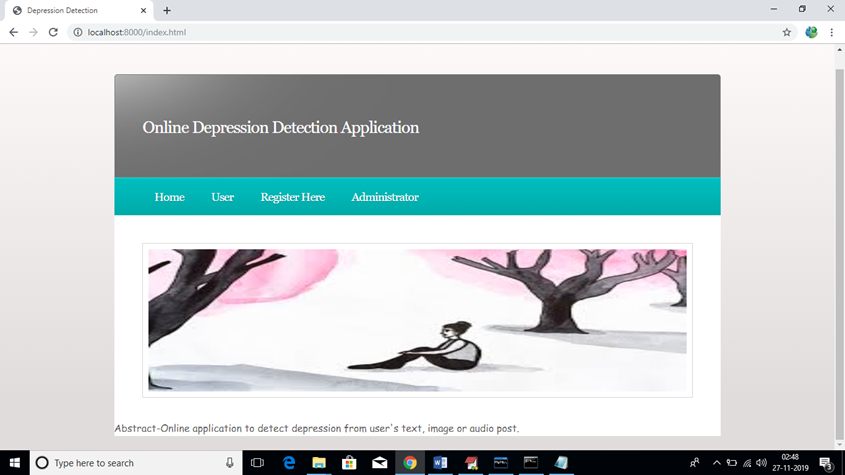 Depression Detection
localhost:8000/index.html
Online Depression Detection Application
Home User Register Here Administrator
Abstract-Online application to detect depression from user's text, image or audio post.
Type here to search
02:48
27-11-2019
3